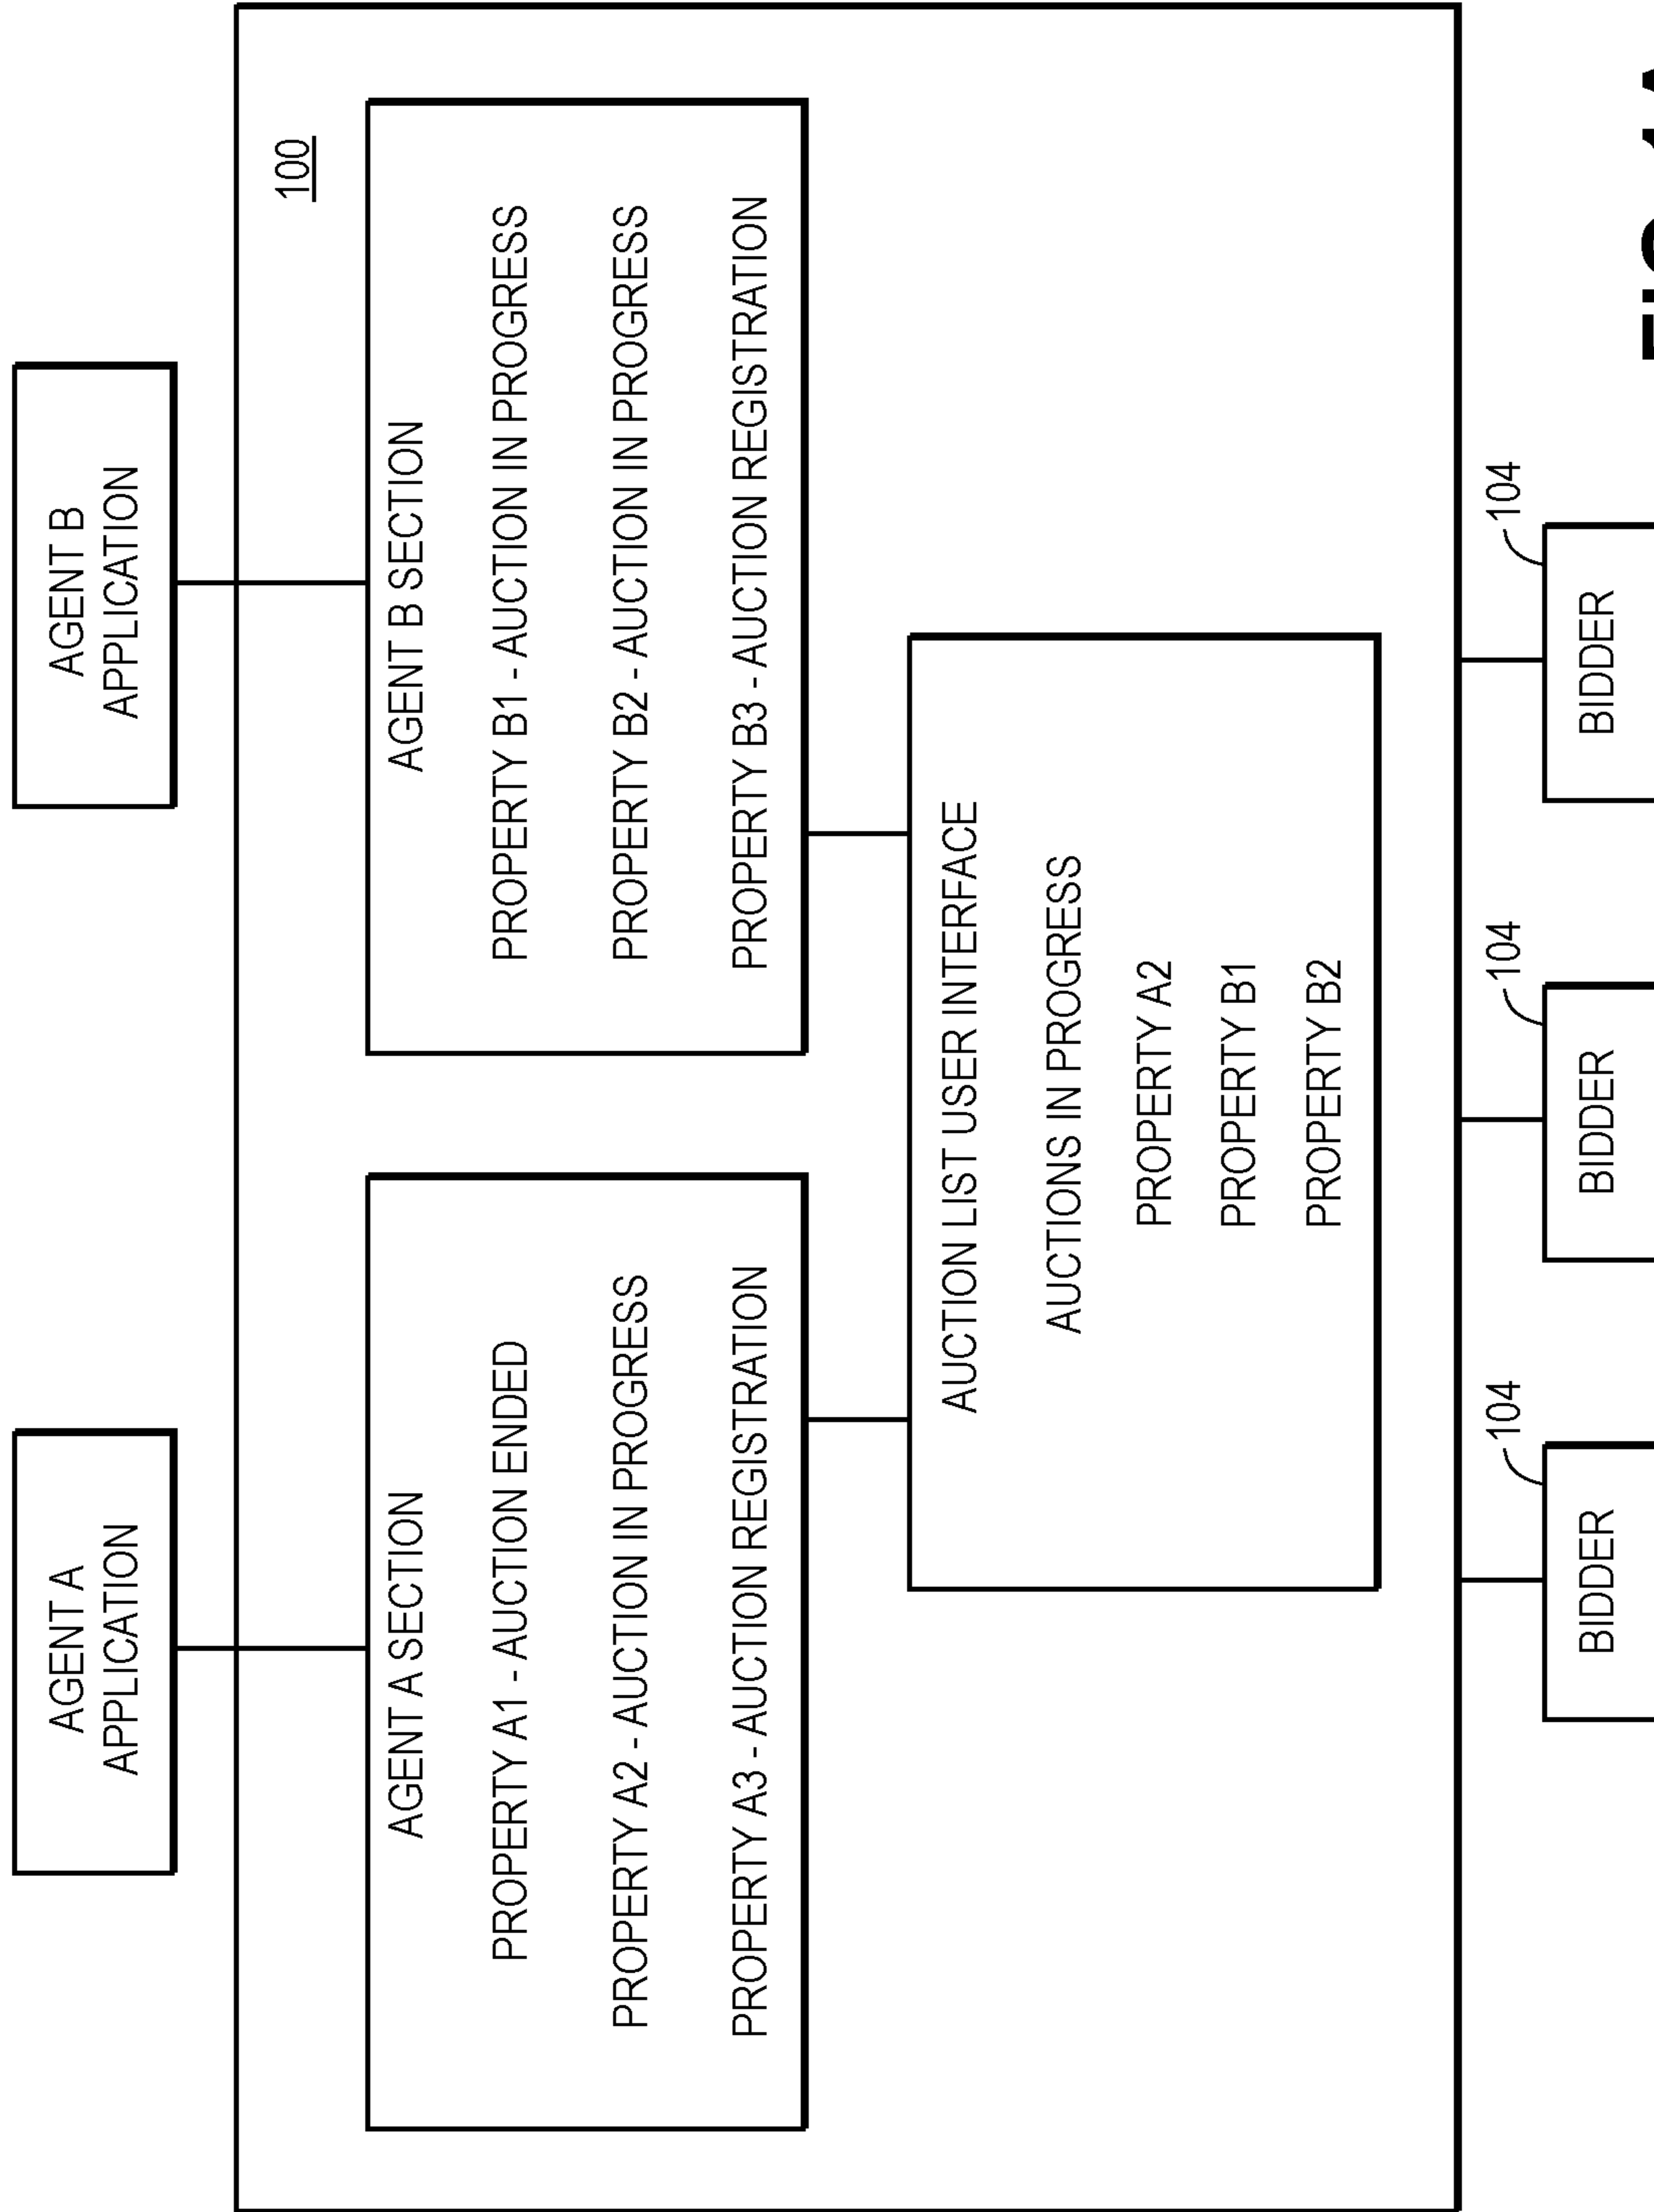 AGENT A
APPLICATION
AGENT B
APPLICATION
100
AGENT A SECTION
PROPERTY A1 - AUCTION ENDED
PROPERTY A2 - AUCTION IN PROGRESS
PROPERTY A3 - AUCTION REGISTRATION
AGENT B SECTION
PROPERTY B1 - AUCTION IN PROGRESS
PROPERTY B2 - AUCTION IN PROGRESS
PROPERTY B3 - AUCTION REGISTRATION
AUCTION LIST USER INTERFACE
AUCTIONS IN PROGRESS
PROPERTY A2
PROPERTY B1
PROPERTY B2
104
BIDDER
104
BIDDER
104
BIDDER